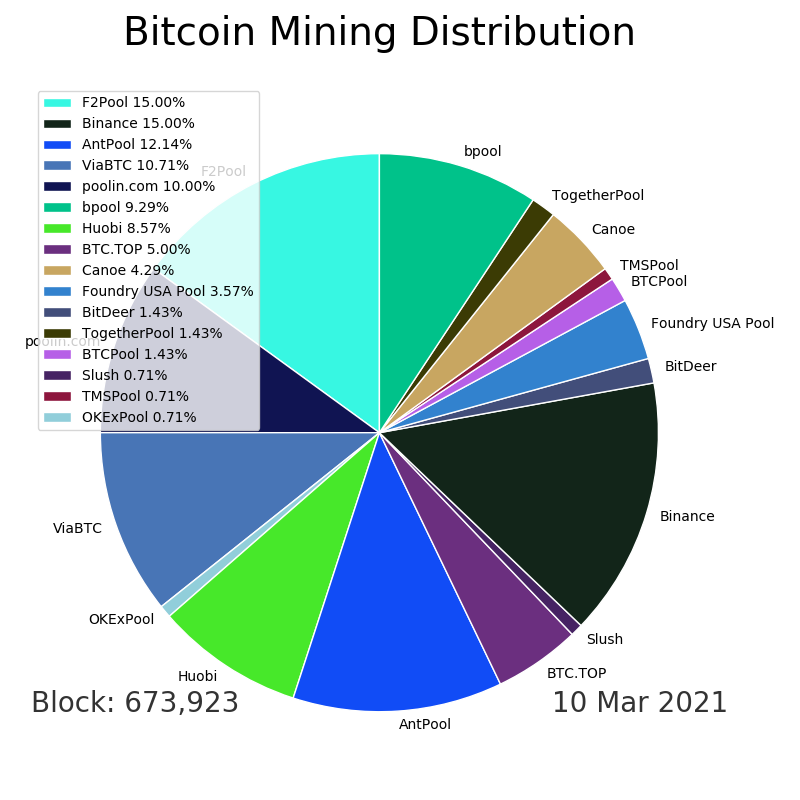 Bitcoin Mining Distribution
F2Pool 15.00%
Binance 15.00%
AntPool 12.14%
ViaBTC 10.71%
poolin.com 10.00%
bpool 9.29%
Huobi 8.57%
BTC.TOP 5.00%
Canoe 4.29%
Foundry USA Pool 3.57%
BitDeer 1.43%
TogetherPool 1.43%
BTCPool 1.43%
Slush 0.71%
TMSPool 0.71%
OKExPool 0.71%
F2Pool
poolin.com
ViaBTC
OKExPool
Huobi
AntPool
BTC.TOP
Slush
Binance
BitDeer
Foundry USA Pool
BTCPool
TMSPool
Canoe
TogetherPool
bpool
Block: 673,923
10 Mar 2021